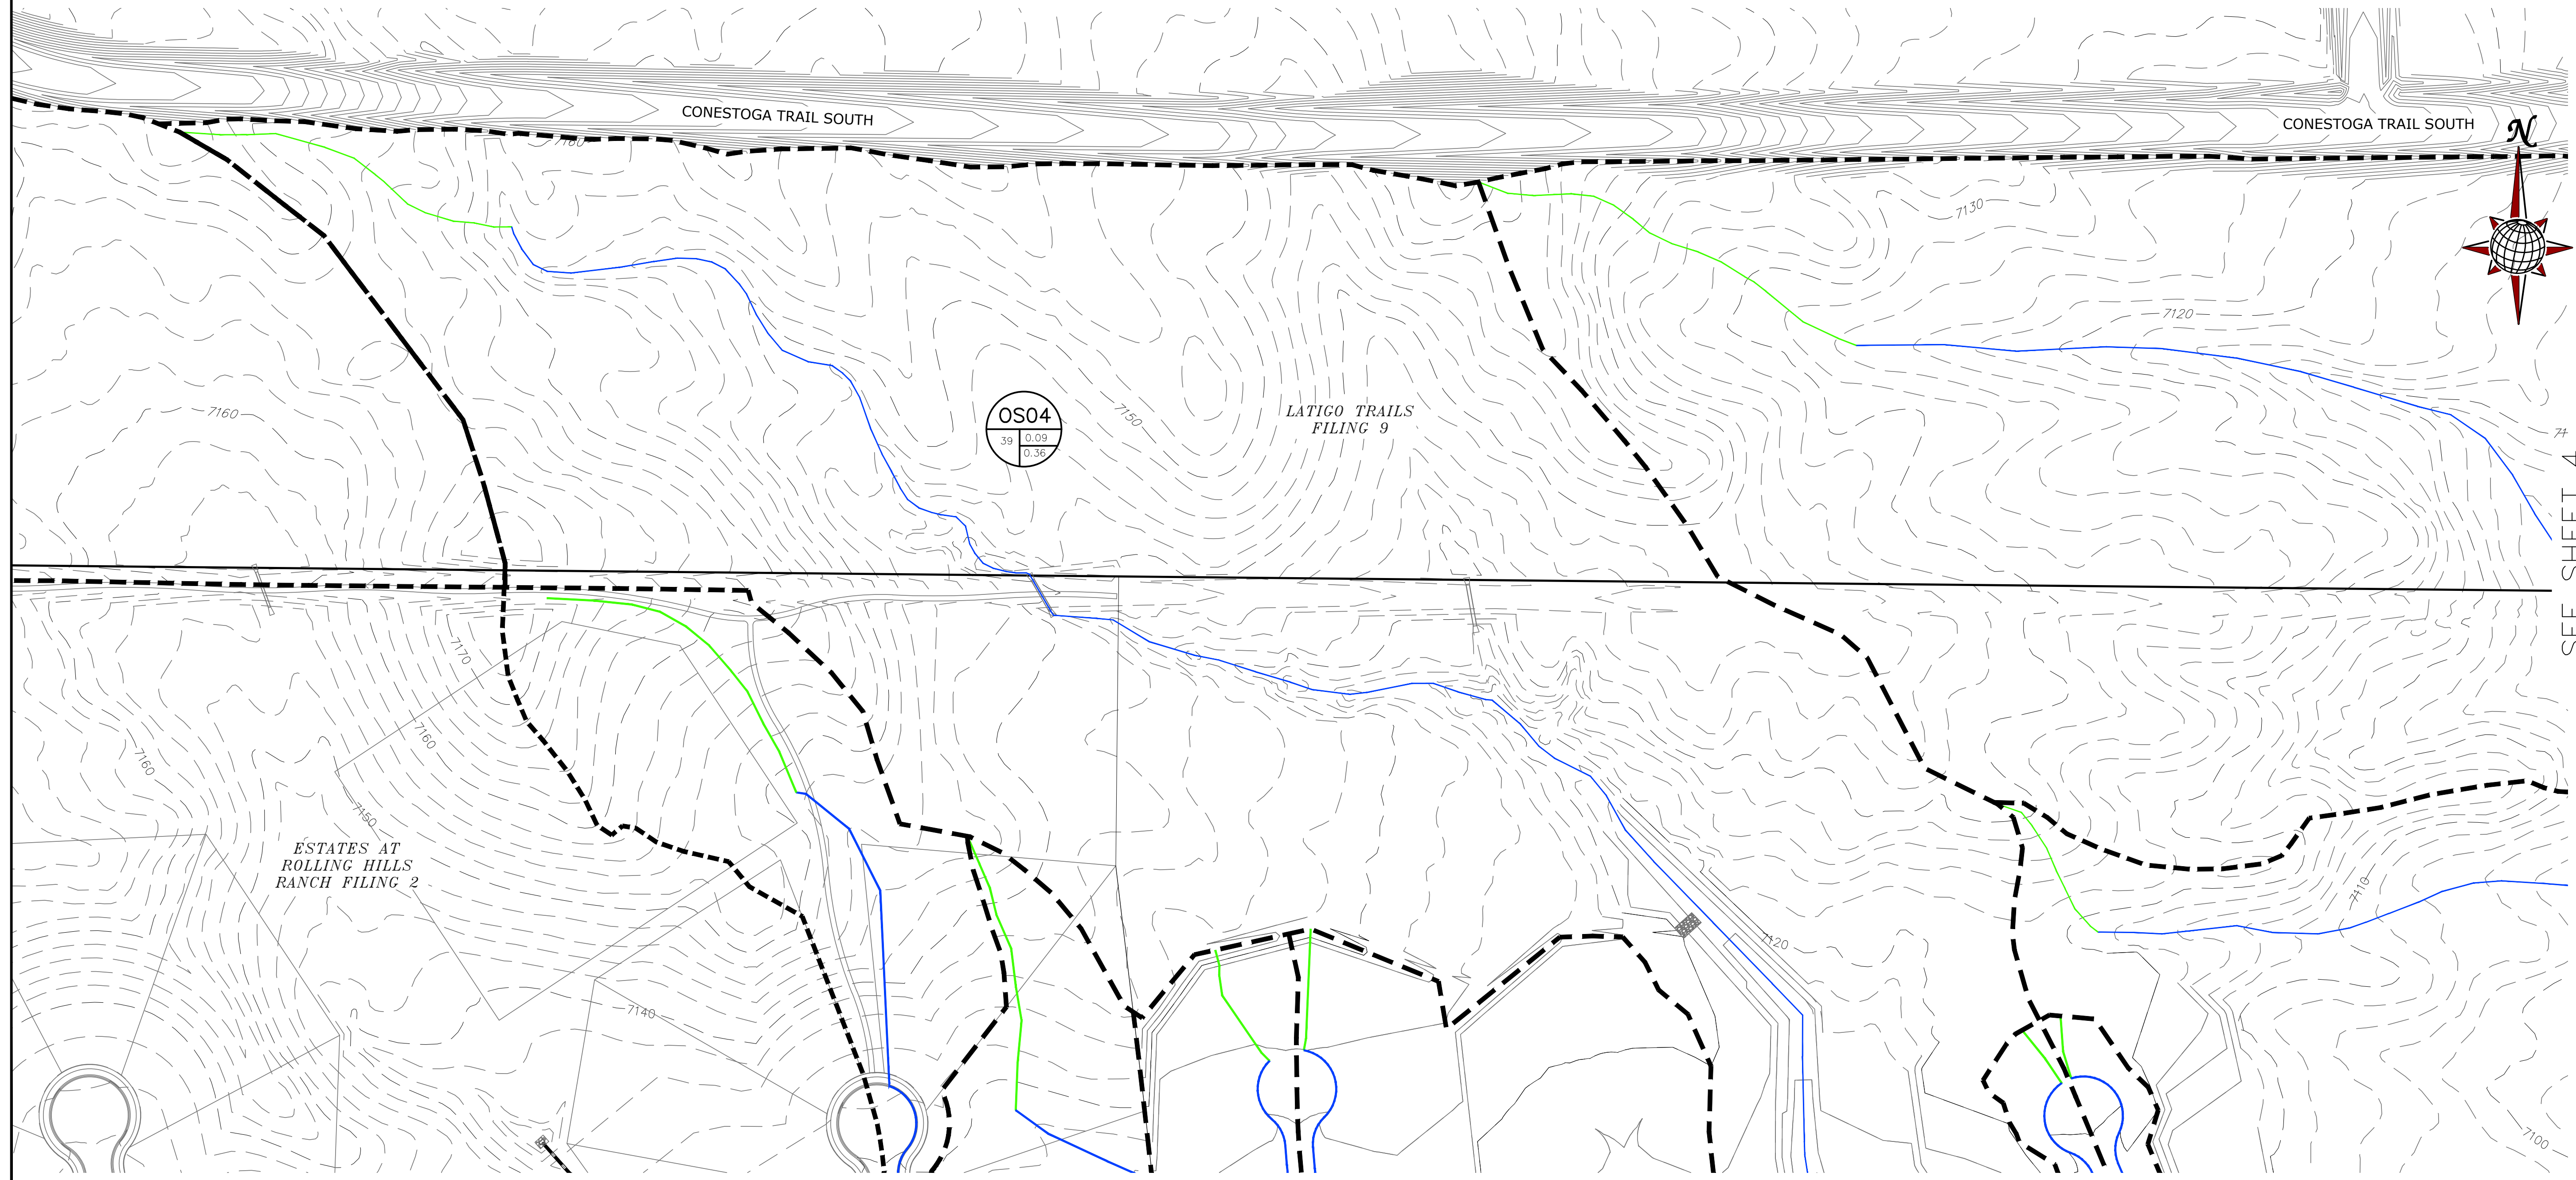 CONESTOGA TRAIL SOUTH
CONESTOGA TRAIL SOUTH
N
7160
7130
7120
7160
OS04
39
0.09
0.36
7150
LATIGO TRAILS
FILING 9
SEE SHEET 4
7170
7160
7160
7150
ESTATES AT
ROLLING HILLS
RANCH FILING 2
7110
7120
7140
7100